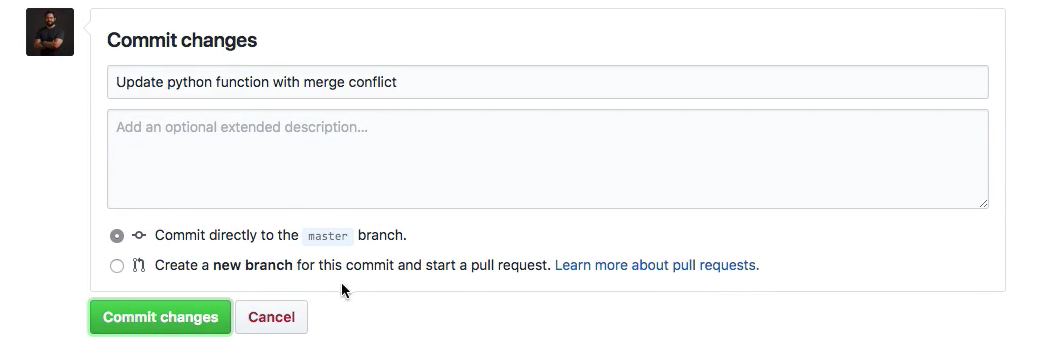 Commit changes
Update python function with merge conflict
Add an optional extended description...
Commit directly to the master branch.
Create a new branch for this commit and start a pull request. Learn more about pull requests.
Commit changes Cancel